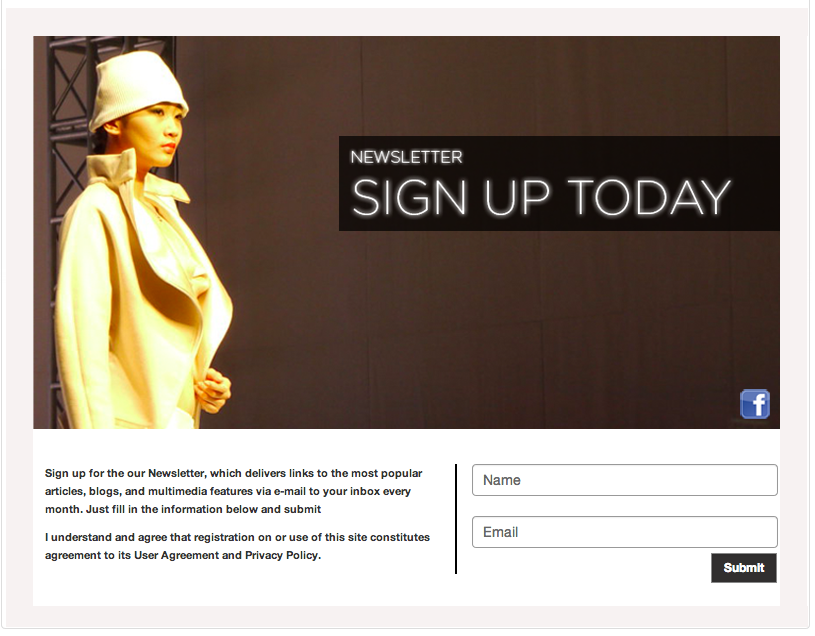 NEWSLETTER
SIGN UP TODAY
f
Sign up for the our Newsletter, which delivers links to the most popular
articles, blogs, and multimedia features via e-mail to your inbox every
month. Just fill in the information below and submit
I understand and agree that registration on or use of this site constitutes
agreement to its User Agreement and Privacy Policy.
Name
Email
Submit